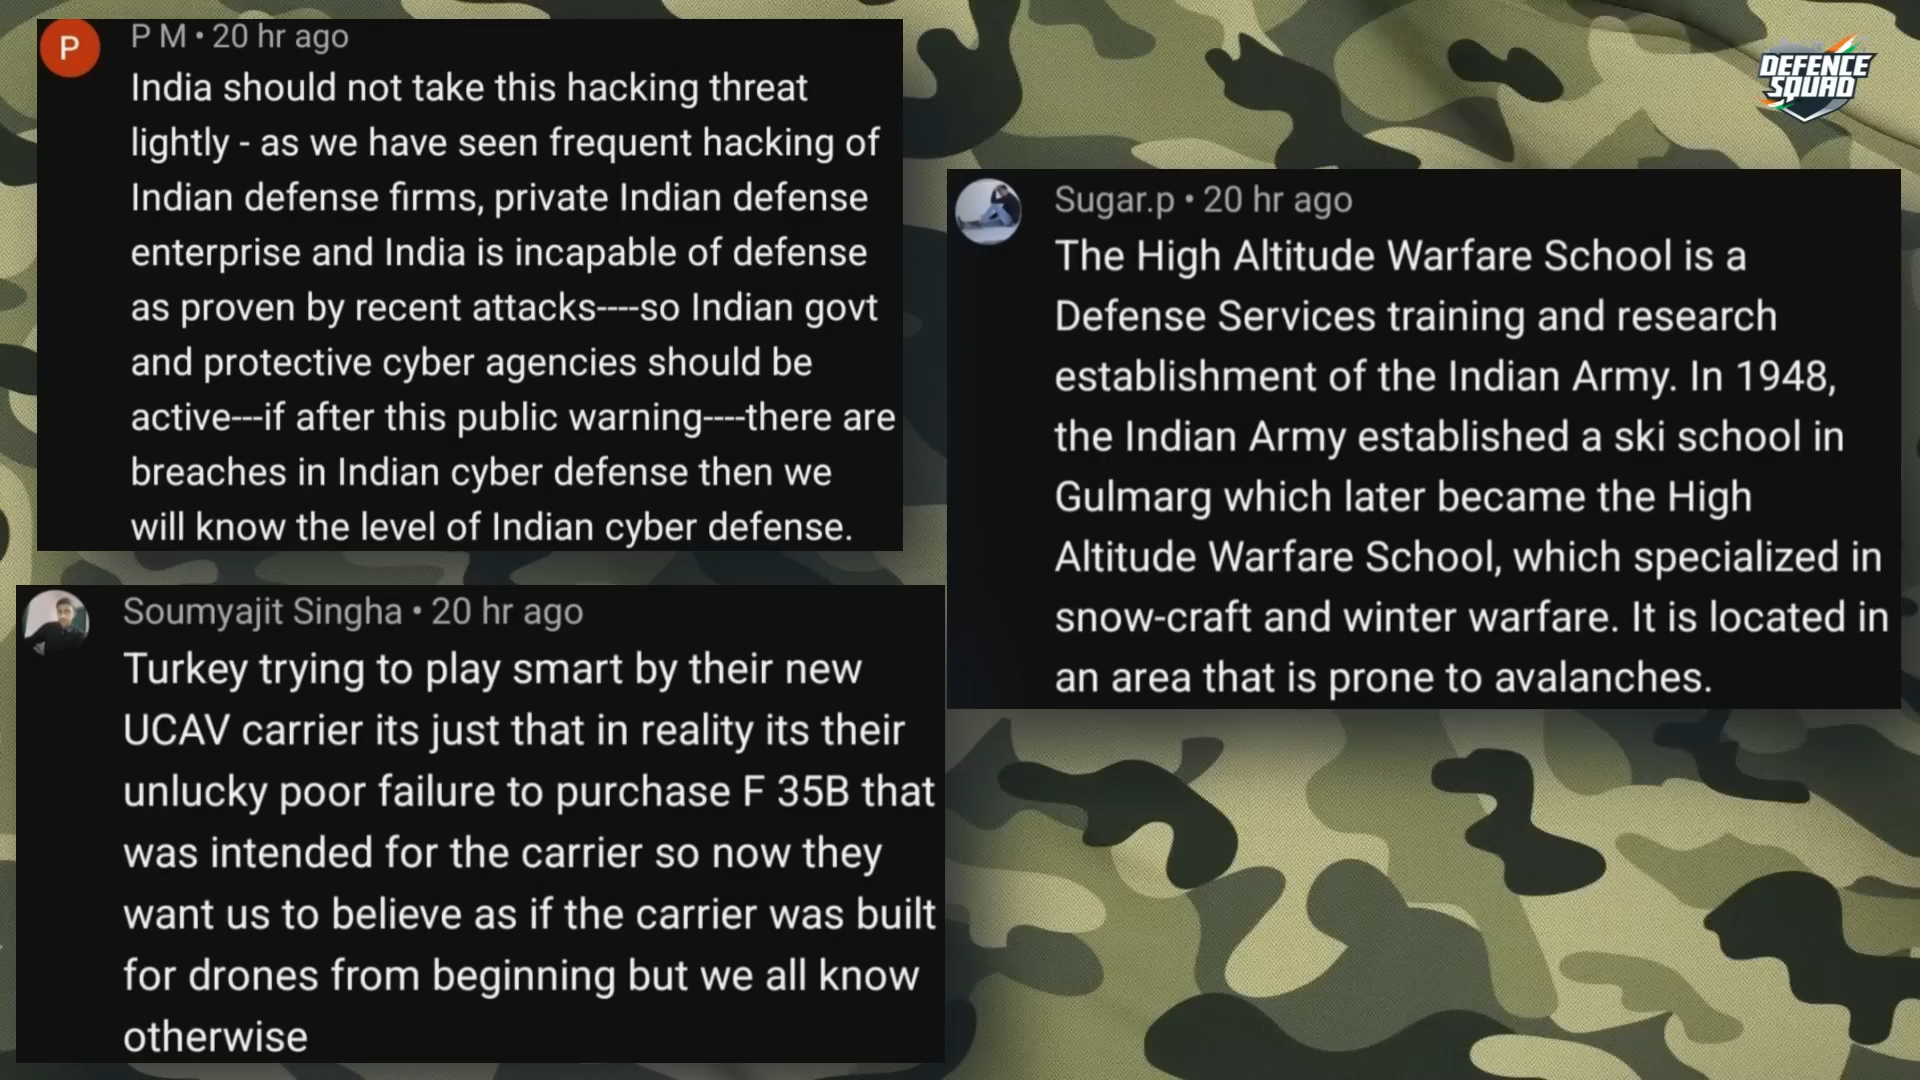 P
P M • 20 hr ago
India should not take this hacking threat
lightly - as we have seen frequent hacking of
Indian defense firms, private Indian defense
enterprise and India is incapable of defense
as proven by recent attacks----so Indian govt
and protective cyber agencies should be
active---if after this public warning----there are
breaches in Indian cyber defense then we
will know the level of Indian cyber defense.
Soumyajit Singha • 20 hr ago
Turkey trying to play smart by their new
UCAV carrier its just that in reality its their
unlucky poor failure to purchase F 35B that
was intended for the carrier so now they
want us to believe as if the carrier was built
for drones from beginning but we all know
otherwise
DEFENCE
SQUAD
Sugar.p • 20 hr ago
The High Altitude Warfare School is a
Defense Services training and research
establishment of the Indian Army. In 1948,
the Indian Army established a ski school in
Gulmarg which later became the High
Altitude Warfare School, which specialized in
snow-craft and winter warfare. It is located in
an area that is prone to avalanches.